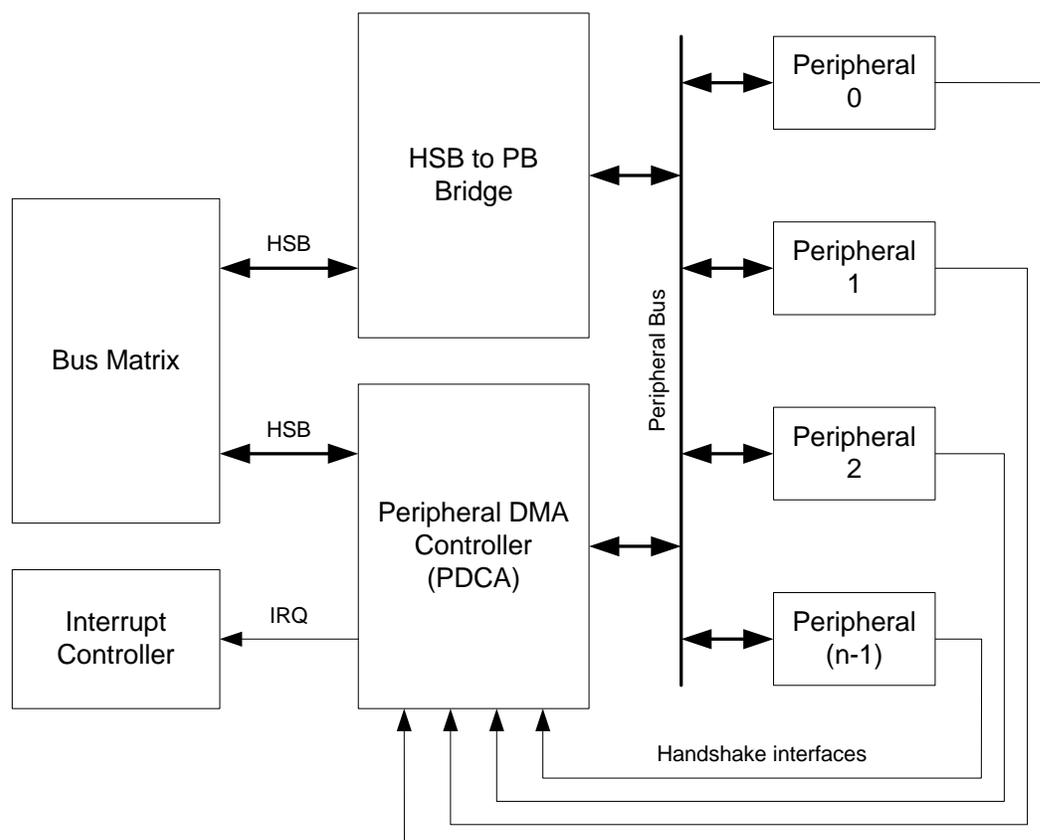 HSB to PB
Bridge
Peripheral
0
HSB
Peripheral
1
Bus Matrix
Peripheral Bus
HSB
Peripheral
2
Peripheral DMA
Controller
(PDCA)
Interrupt
Controller
IRQ
Peripheral
(n-1)
Handshake interfaces